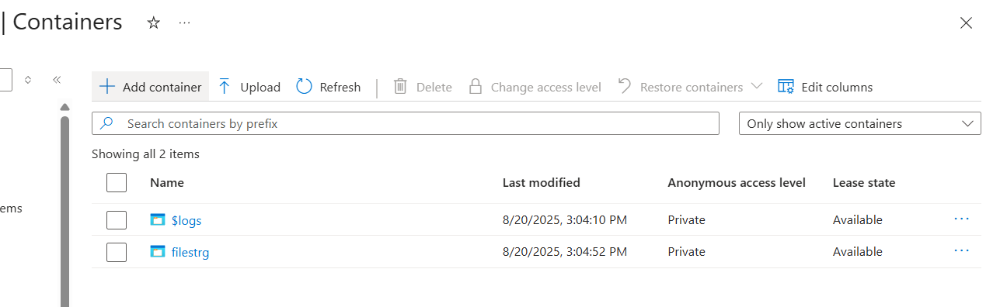 | Containers
Add container Upload Refresh Delete Change access level Restore containers Edit columns
Search containers by prefix Only show active containers
Showing all 2 items
Name Last modified Anonymous access level Lease state
ems
$logs 8/20/2025, 3:04:10 PM Private Available
filestrg 8/20/2025, 3:04:52 PM Private Available